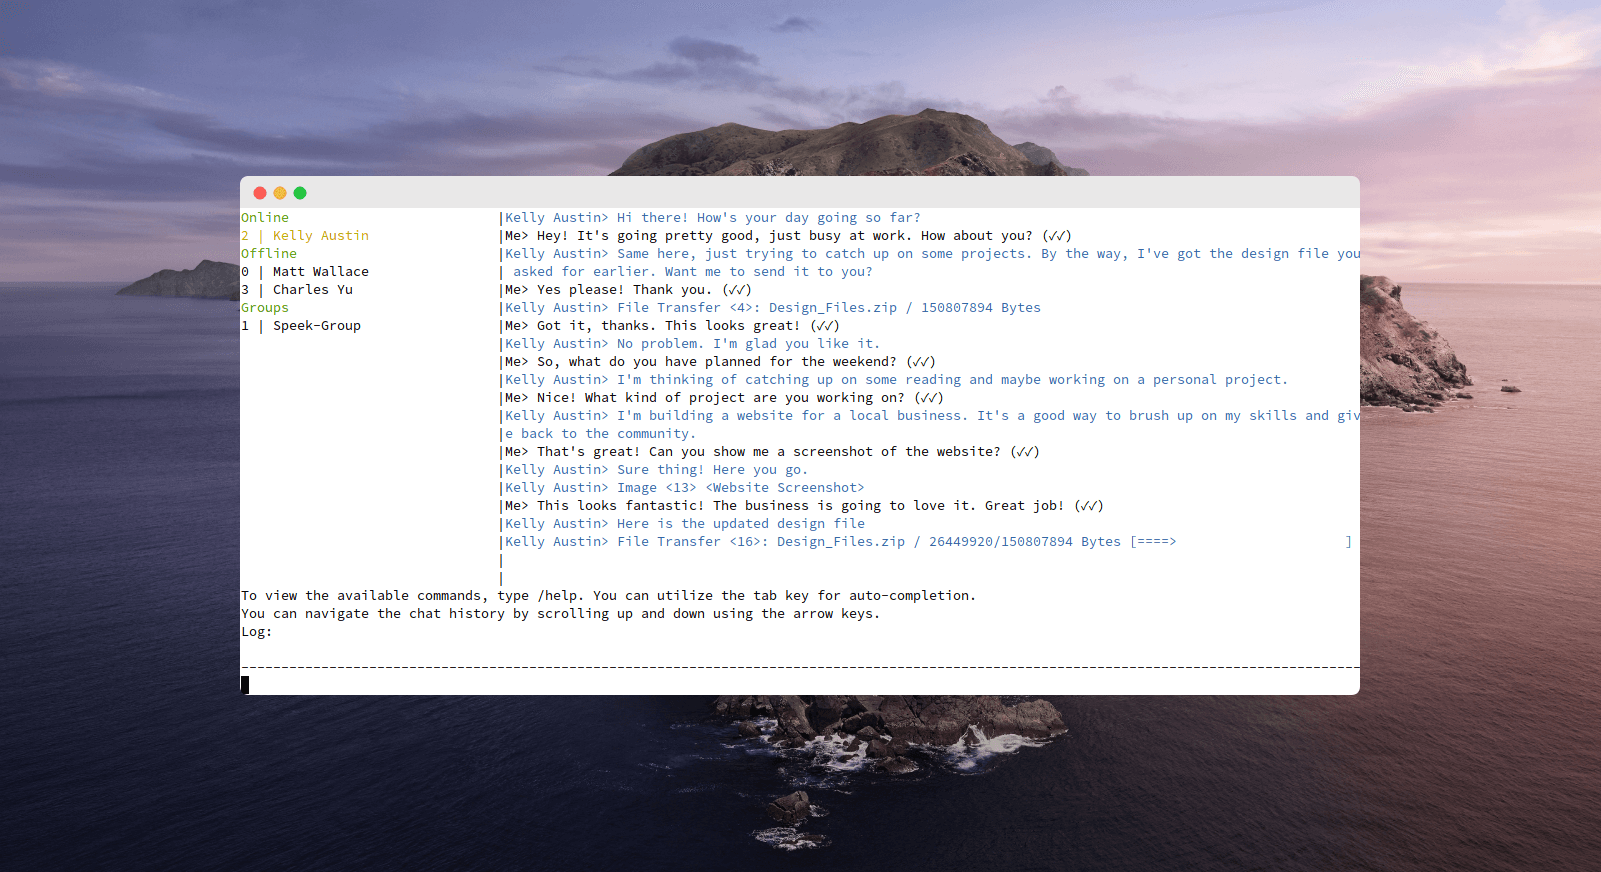 Online
2 | Kelly Austin
Offline
0 | Matt Wallace
3 | Charles Yu
Groups
1 | Speek-Group
|Kelly Austin> Hi there! How's your day going so far?
|Me> Hey! It's going pretty good, just busy at work. How about you? (✓✓)
|Kelly Austin> Same here, just trying to catch up on some projects. By the way, I've got the design file you
| asked for earlier. Want me to send it to you?
|Me> Yes please! Thank you. (✓✓)
|Kelly Austin> File Transfer <4>: Design_Files.zip / 150807894 Bytes
|Me> Got it, thanks. This looks great! (✓✓)
|Kelly Austin> No problem. I'm glad you like it.
|Me> So, what do you have planned for the weekend? (✓✓)
|Kelly Austin> I'm thinking of catching up on some reading and maybe working on a personal project.
|Me> Nice! What kind of project are you working on? (✓✓)
|Kelly Austin> I'm building a website for a local business. It's a good way to brush up on my skills and giv
|e back to the community.
|Me> That's great! Can you show me a screenshot of the website? (✓✓)
|Kelly Austin> Sure thing! Here you go.
|Kelly Austin> Image <13> <Website Screenshot>
|Me> This looks fantastic! The business is going to love it. Great job! (✓✓)
|Kelly Austin> Here is the updated design file
|Kelly Austin> File Transfer <16>: Design_Files.zip / 26449920/150807894 Bytes [====>                     ]
|
|
To view the available commands, type /help. You can utilize the tab key for auto-completion.
You can navigate the chat history by scrolling up and down using the arrow keys.
Log: